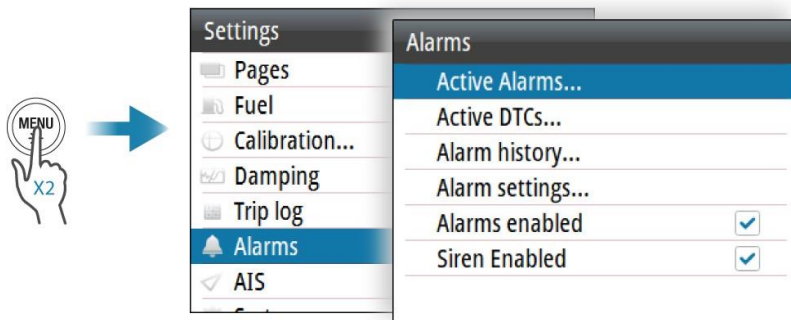 MENU
X2
Settings
Pages
Fuel
Calibration...
Damping
Trip log
Alarms
AIS
Alarms
Active Alarms...
Active DTCs...
Alarm history...
Alarm settings...
Alarms enabled
Siren Enabled